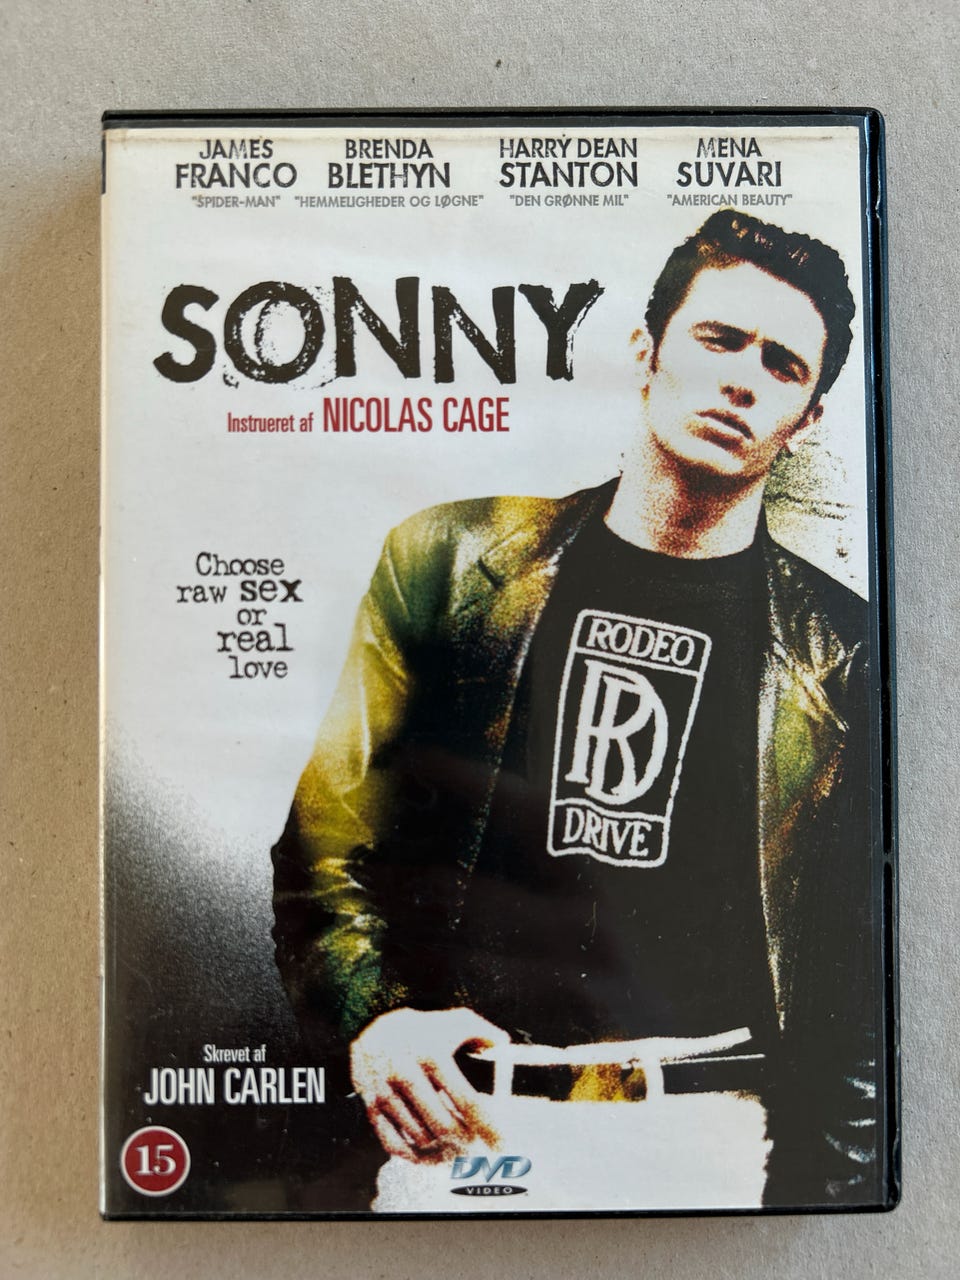 JAMES FRANCO
"SPIDER-MAN"
BRENDA BLETHYN
"HEMMELIGHEDER OG LØGNE"
HARRY DEAN STANTON
"DEN GRØNNE MIL"
MENA SUVARI
"AMERICAN BEAUTY"
SONNY
Instrueret af NICOLAS CAGE
Choose
raw sex
or
real
love
RODEO
RD
DRIVE
Skrevet af
JOHN CARLEN
15
DVD
VIDEO